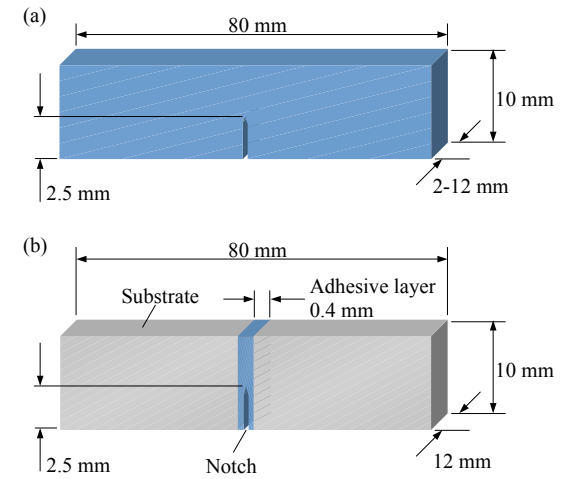 (a)
80 mm
10 mm
2.5 mm
2-12 mm
(b)
80 mm
Substrate
Adhesive layer
0.4 mm
10 mm
2.5 mm
Notch
12 mm